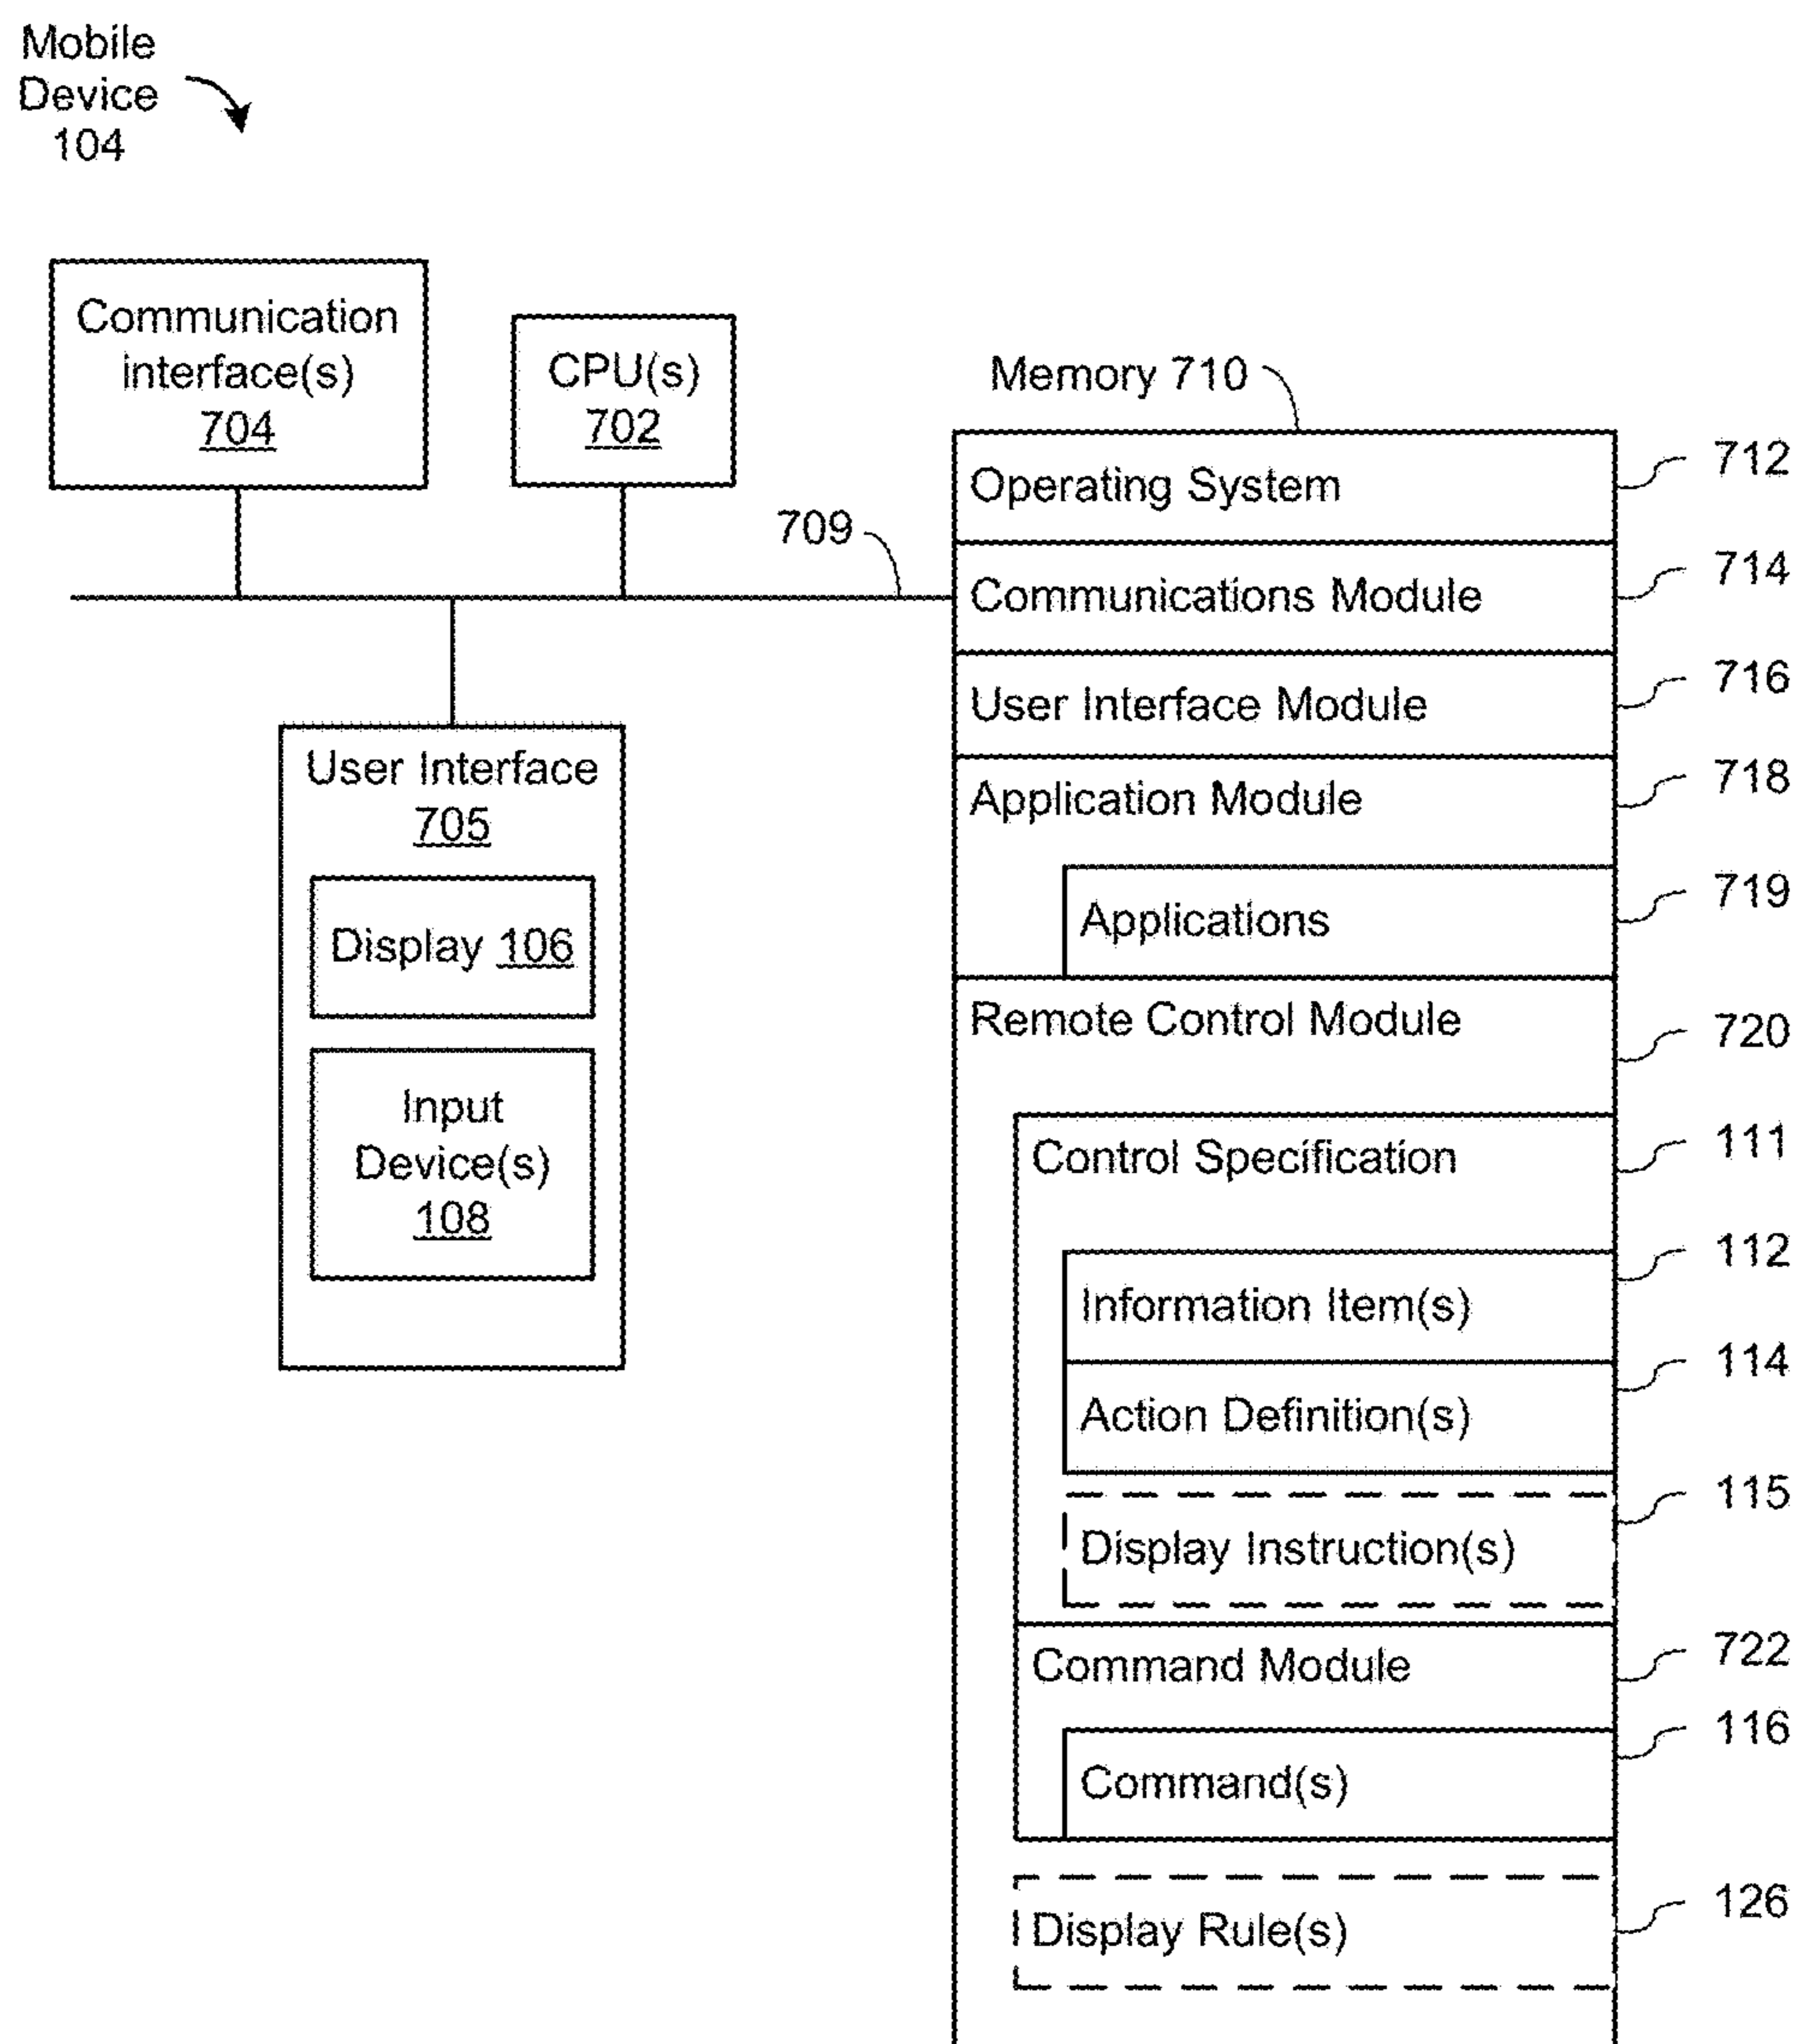 Mobile
Device
104
Communication
interface(s)
704
CPU(s)
702
709
User Interface
705
Display 106
Input
Device(s)
108
Memory 710
Operating System
712
Communications Module
714
User Interface Module
716
Application Module
718
Applications
719
Remote Control Module
720
Control Specification
111
Information Item(s)
112
Action Definition(s)
114
Display Instruction(s)
115
Command Module
722
Command(s)
116
Display Rule(s)
126